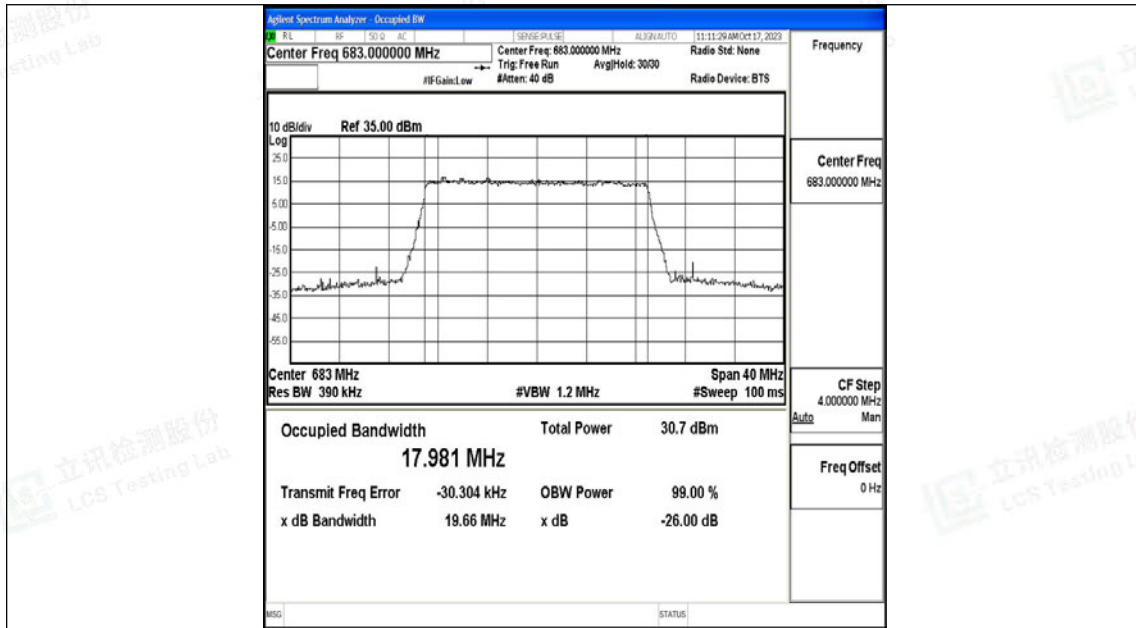 Agilent Spectrum Analyzer - Occupied BW
RL RF 50 Ω AC SENSE:PULSE ALIGNAUTO 11:11:29 AM Oct 17, 2023
Center Freq 683.000000 MHz
Center Freq: 683.000000 MHz Radio Std: None
Trig: Free Run Avg|Hold: 30/30
#IFGain:Low #Atten: 40 dB Radio Device: BTS
10 dB/div Ref 35.00 dBm
Log
25.0
15.0
5.00
-5.00
-15.0
-25.0
-35.0
-45.0
-55.0
Center 683 MHz Span 40 MHz
Res BW 390 kHz #VBW 1.2 MHz #Sweep 100 ms
Occupied Bandwidth Total Power 30.7 dBm
17.981 MHz
Transmit Freq Error -30.304 kHz OBW Power 99.00 %
x dB Bandwidth 19.66 MHz x dB -26.00 dB
MSG STATUS
Frequency
Center Freq
683.000000 MHz
CF Step
4.000000 MHz
Auto Man
Freq Offset
0 Hz
立讯检测股份
LCS Testing Lab
立讯检测股份
LCS Testing L
测股份
sting Lab
立